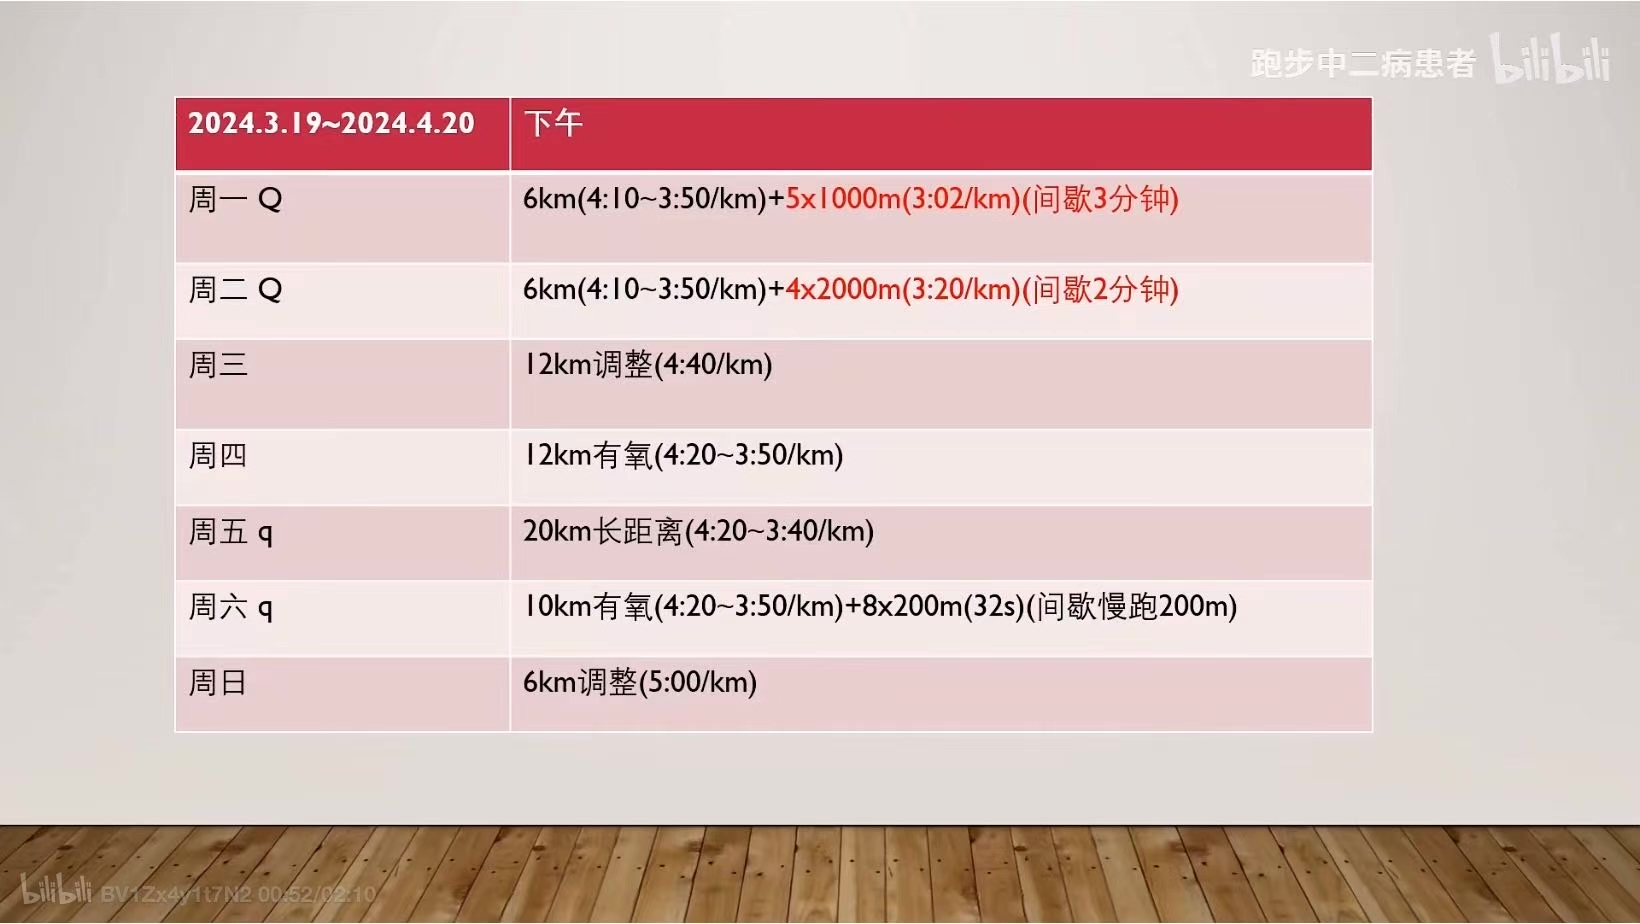 跑步中二病患者 bilibili
2024.3.19~2024.4.20 下午
周一 Q 6km(4:10~3:50/km)+5x1000m(3:02/km)(间歇3分钟)
周二 Q 6km(4:10~3:50/km)+4x2000m(3:20/km)(间歇2分钟)
周三 12km调整(4:40/km)
周四 12km有氧(4:20~3:50/km)
周五 q 20km长距离(4:20~3:40/km)
周六 q 10km有氧(4:20~3:50/km)+8x200m(32s)(间歇慢跑200m)
周日 6km调整(5:00/km)
bilibili BV1Zx4y1t7N2 00:52/02:10